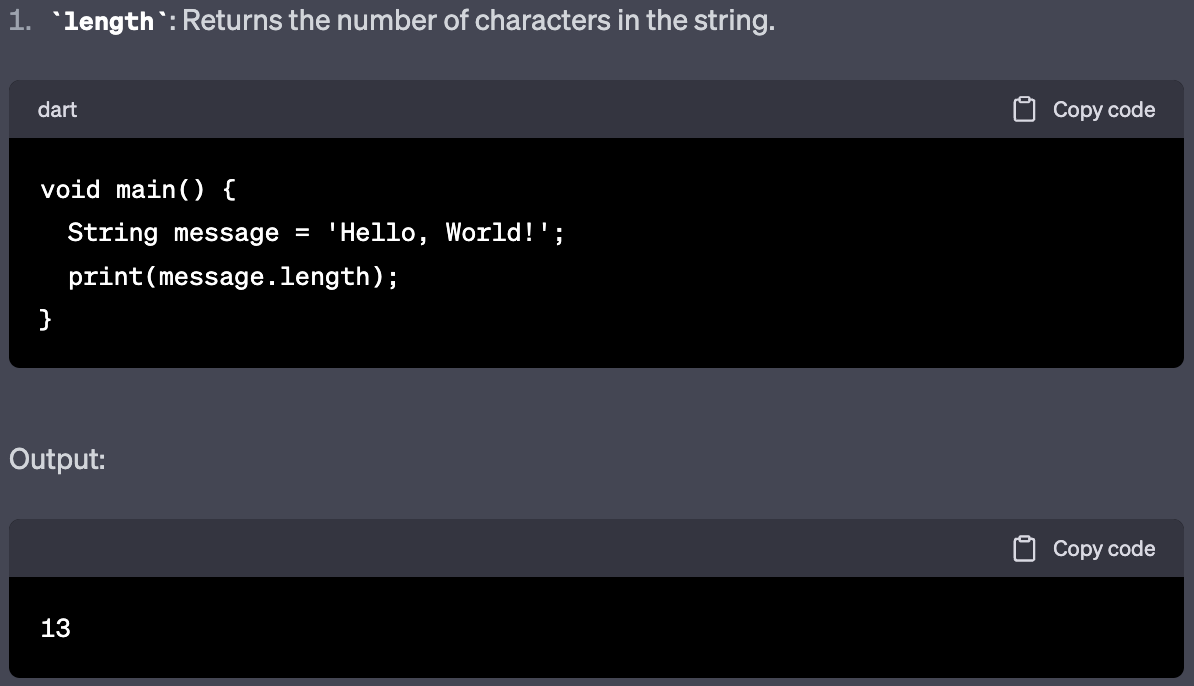 1. `length`: Returns the number of characters in the string.
dart
Copy code
void main() {
  String message = 'Hello, World!';
  print(message.length);
}
Output:
Copy code
13